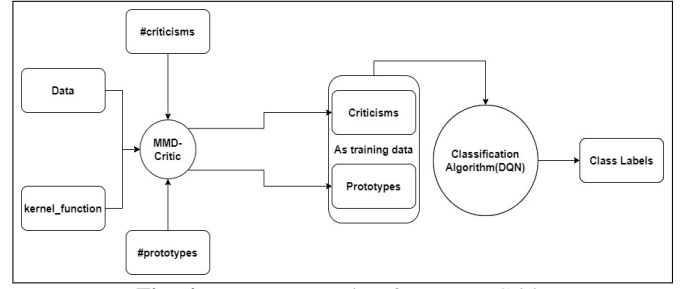 #criticisms
Data
MMD-
Critic
kernel_function
#prototypes
Criticisms
As training data
Prototypes
Classification
Algorithm(DQN)
Class Labels